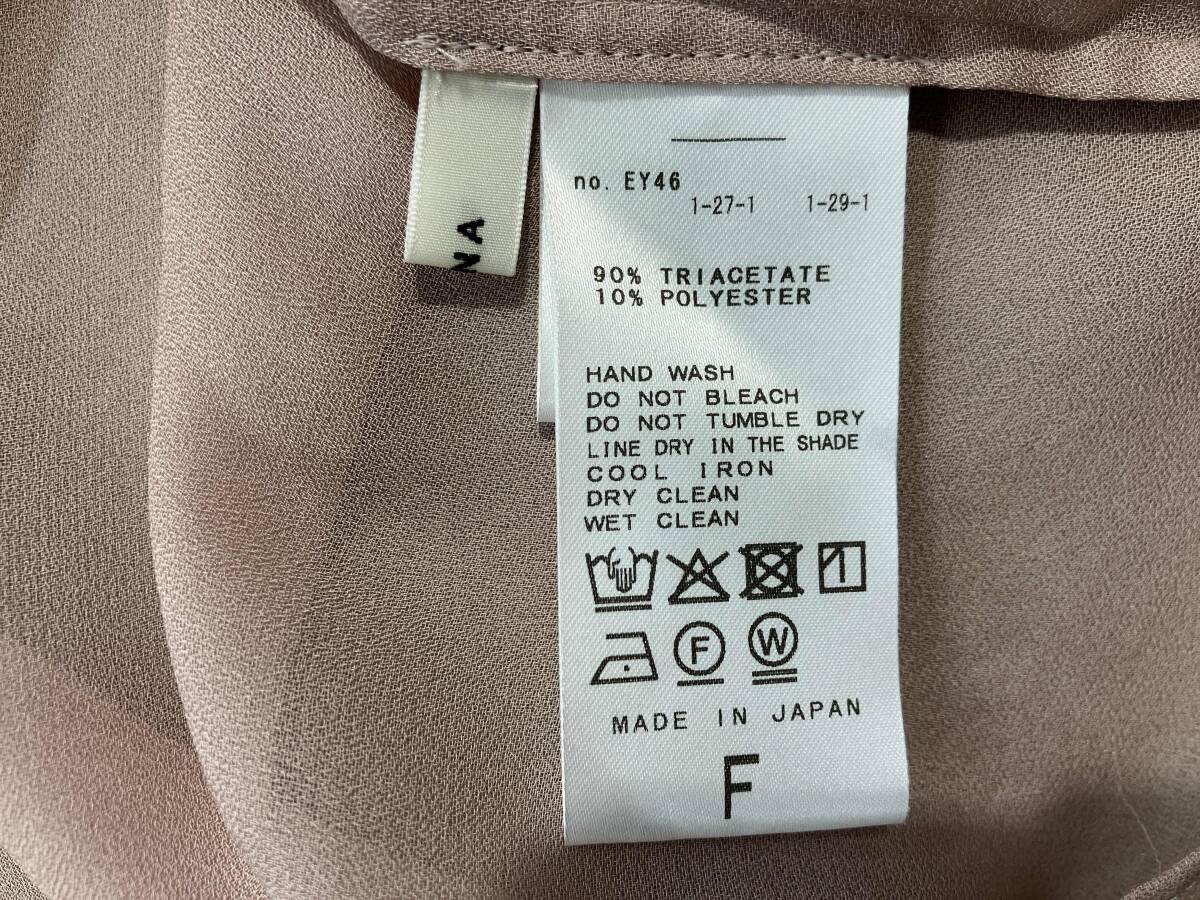 NA
no. EY46
1-27-1 1-29-1
90% TRIACETATE
10% POLYESTER
HAND WASH
DO NOT BLEACH
DO NOT TUMBLE DRY
LINE DRY IN THE SHADE
COOL IRON
DRY CLEAN
WET CLEAN
F W
MADE IN JAPAN
F